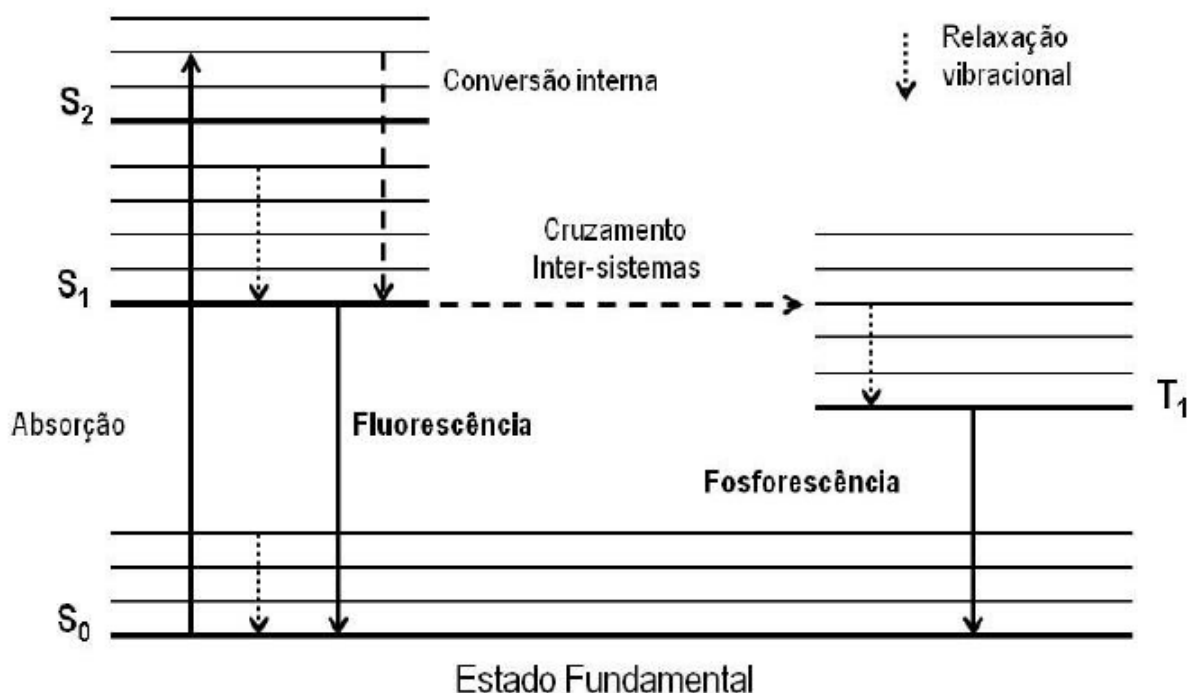 Relaxação
vibracional
Conversão interna
S2
Cruzamento
Inter-sistemas
S1
T1
Absorção
Fluorescência
Fosforescência
S0
Estado Fundamental